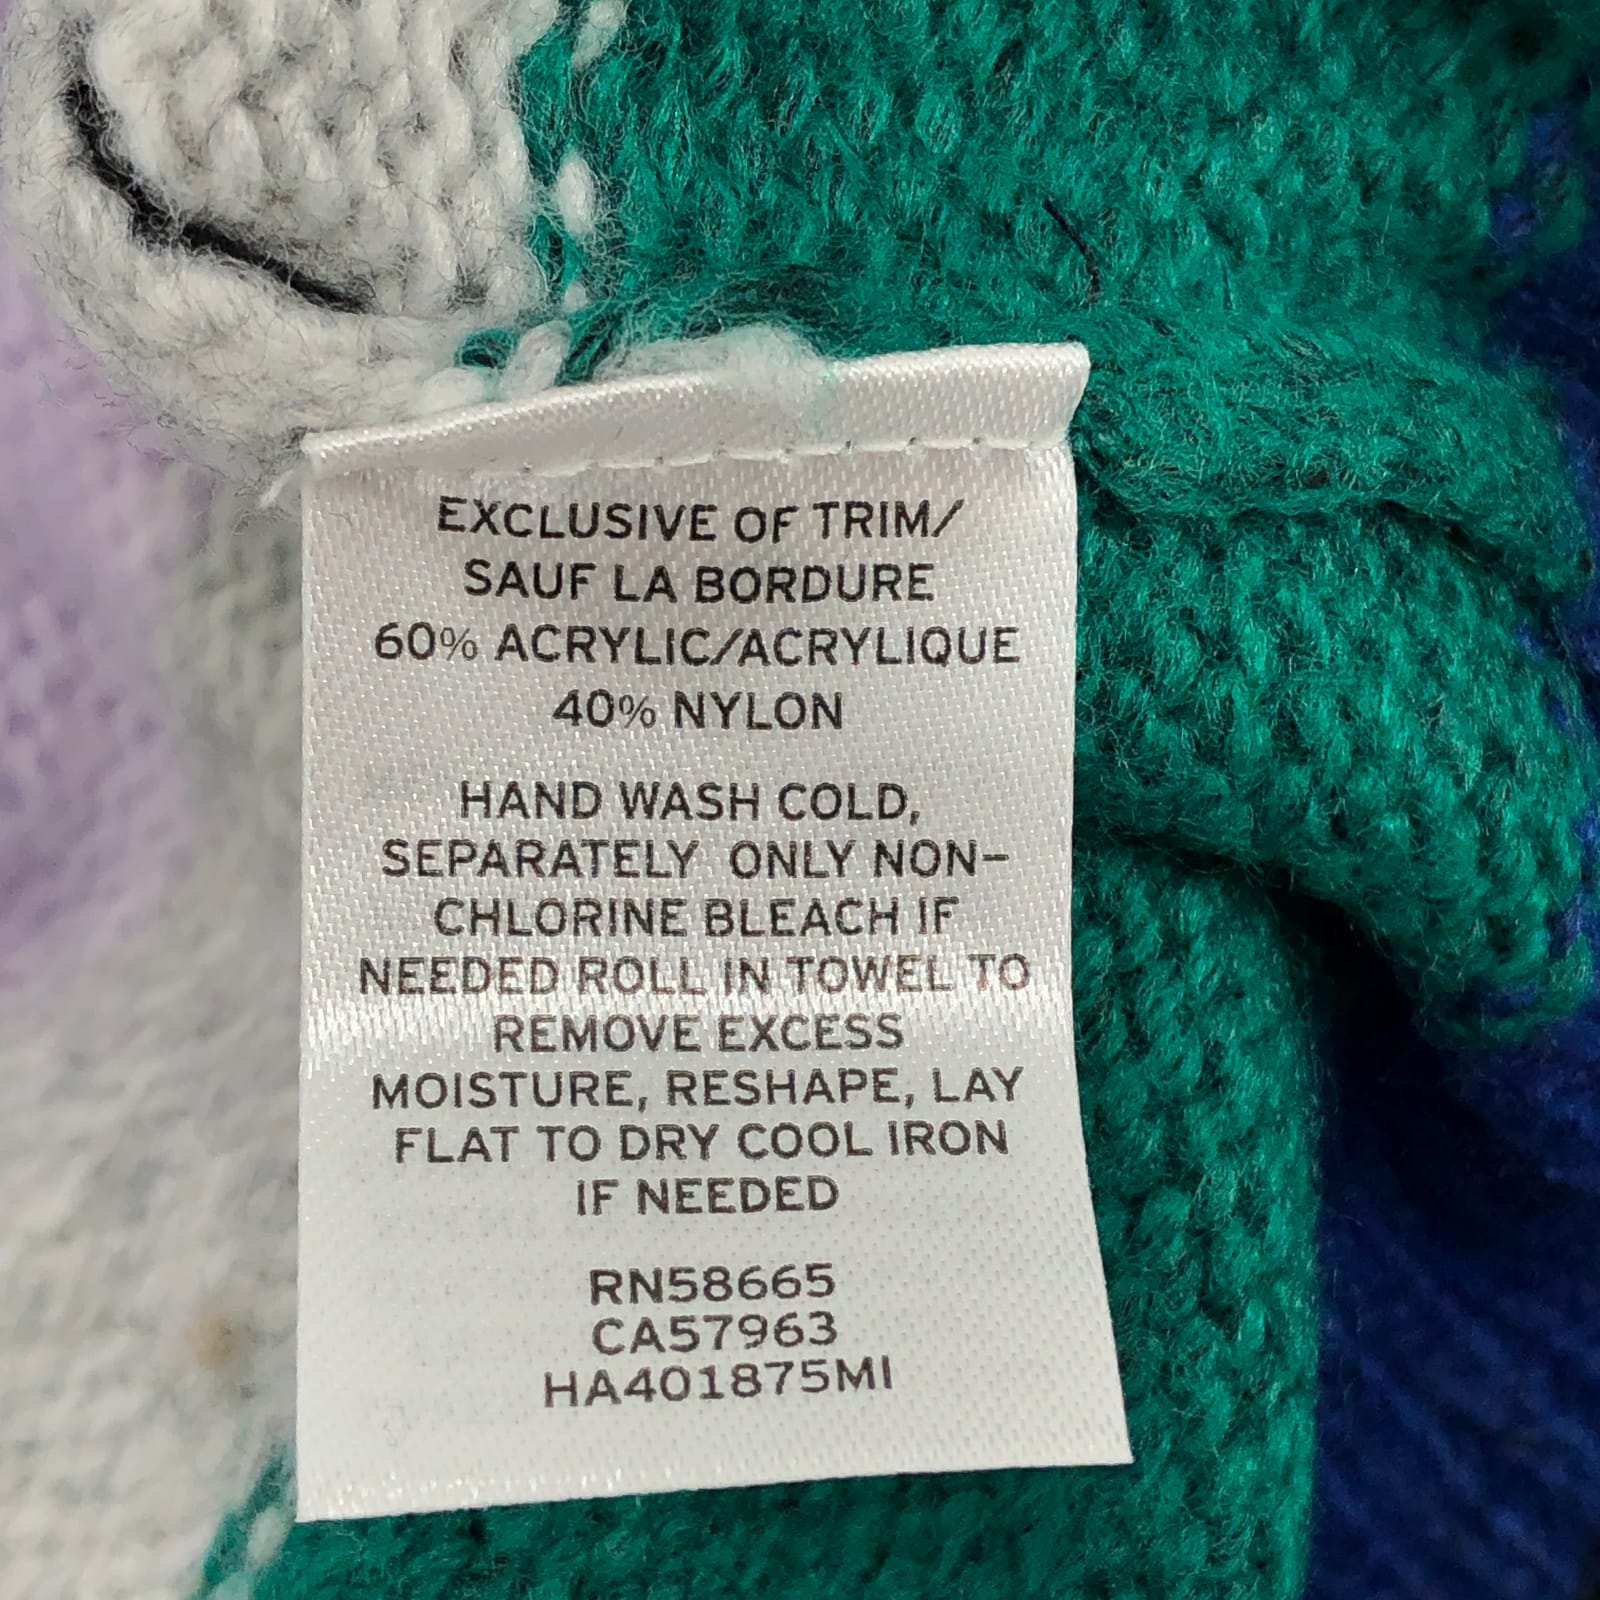 EXCLUSIVE OF TRIM/
SAUF LA BORDURE
60% ACRYLIC/ACRYLIQUE
40% NYLON
HAND WASH COLD,
SEPARATELY ONLY NON-
CHLORINE BLEACH IF
NEEDED ROLL IN TOWEL TO
REMOVE EXCESS
MOISTURE, RESHAPE, LAY
FLAT TO DRY COOL IRON
IF NEEDED
RN58665
CA57963
HA401875MI